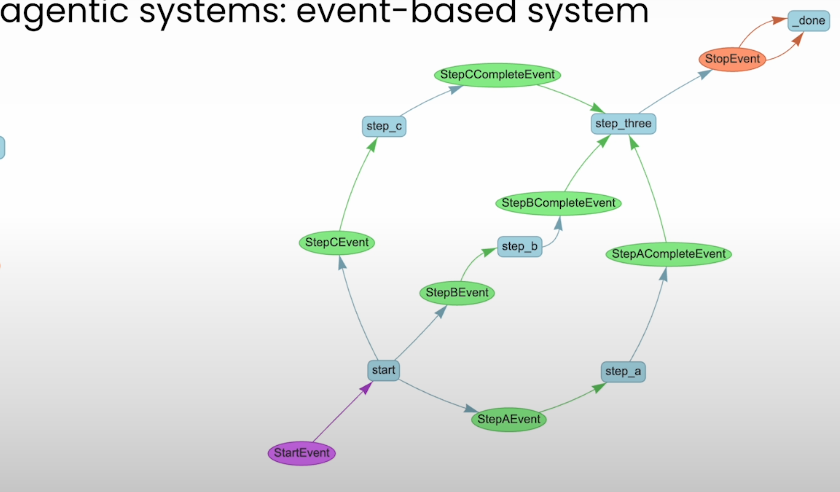 agentic systems: event-based system
_done
StopEvent
StepCCompleteEvent
step_c
step_three
StepBCompleteEvent
StepCEvent
step_b
StepACompleteEvent
StepBEvent
start
step_a
StepAEvent
StartEvent